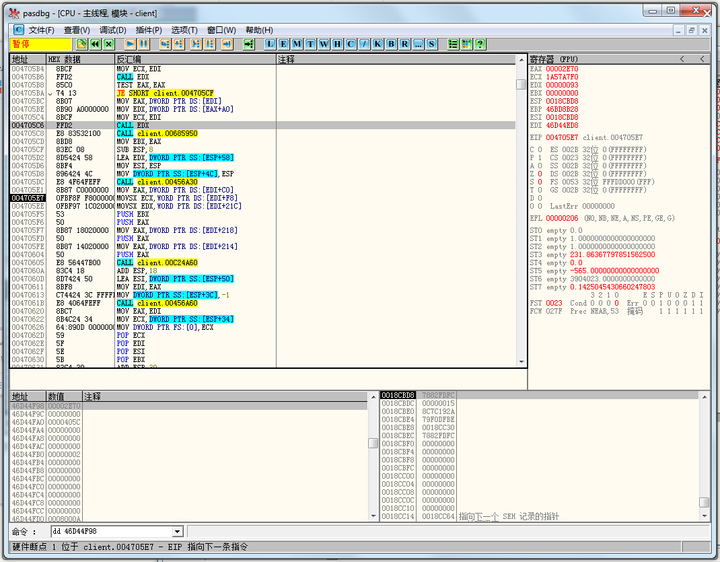 pasdbg - [CPU - 主线程, 模块 - client]
文件(F) 查看(V) 调试(D) 插件(P) 选项(T) 窗口(W) 帮助(H)
暂停 L E M T W H C / K B R ... S
地址 HEX 数据 反汇编 注释
004705B4 8BCF MOV ECX,EDI
004705B6 FFD2 CALL EDX
004705B8 85C0 TEST EAX,EAX
004705BA 74 13 JE SHORT client.004705CF
004705BC 8B07 MOV EAX,DWORD PTR DS:[EDI]
004705BE 8B90 A0000000 MOV EDX,DWORD PTR DS:[EAX+A0]
004705C4 8BCF MOV ECX,EDI
004705C6 FFD2 CALL EDX
004705C8 E8 83532100 CALL client.00685950
004705CD 8BD8 MOV EBX,EAX
004705CF 83EC 08 SUB ESP,8
004705D2 8D5424 58 LEA EDX,DWORD PTR SS:[ESP+58]
004705D6 8BF4 MOV ESI,ESP
004705D8 896424 4C MOV DWORD PTR SS:[ESP+4C],ESP
004705DC E8 4F64FEFF CALL client.00456A30
004705E1 8B87 C0000000 MOV EAX,DWORD PTR DS:[EDI+C0]
004705E7 0FBF8F F8000000 MOVSX ECX,WORD PTR DS:[EDI+F8]
004705EE 0FBF97 1C020000 MOVSX EDX,WORD PTR DS:[EDI+21C]
004705F5 53 PUSH EBX
004705F6 50 PUSH EAX
004705F7 8B87 18020000 MOV EAX,DWORD PTR DS:[EDI+218]
004705FD 50 PUSH EAX
004705FE 8B87 14020000 MOV EAX,DWORD PTR DS:[EDI+214]
00470604 50 PUSH EAX
00470605 E8 56447B00 CALL client.00C24A60
0047060A 83C4 18 ADD ESP,18
0047060D 8D7424 50 LEA ESI,DWORD PTR SS:[ESP+50]
00470611 8BF8 MOV EDI,EAX
00470613 C74424 3C FFFFF MOV DWORD PTR SS:[ESP+3C],-1
0047061B E8 4064FEFF CALL client.00456A60
00470620 8BC7 MOV EAX,EDI
00470622 8B4C24 34 MOV ECX,DWORD PTR SS:[ESP+34]
00470626 64:890D 0000000 MOV DWORD PTR FS:[0],ECX
0047062D 59 POP ECX
0047062E 5F POP EDI
0047062F 5E POP ESI
00470630 5B POP EBX
寄存器 (FPU) < <
EAX 00002E70
ECX 1A57ATF0
EDX 00000093
EBX 00000000
ESP 0018CBD8
EBP 46BD8B28
ESI 0018CBD8
EDI 46D44ED8
EIP 004705E7 client.004705E7
C 0 ES 002B 32位 0(FFFFFFFF)
P 1 CS 0023 32位 0(FFFFFFFF)
A 0 SS 002B 32位 0(FFFFFFFF)
Z 0 DS 002B 32位 0(FFFFFFFF)
S 0 FS 0053 32位 FFFDD000(FFF)
T 0 GS 002B 32位 0(FFFFFFFF)
D 0
O 0 LastErr 00000000
EFL 00000206 (NO,NB,NE,A,NS,PE,GE,G)
ST0 empty 0.0
ST1 empty 1.0000000000000000000
ST2 empty 1.0000000000000000000
ST3 empty 231.86367797851562500
ST4 empty 0.0
ST5 empty -565.00000000000000000
ST6 empty 3904023.0000000000000
ST7 empty 0.1425045430660247803
3 2 1 0 E S P U O Z D I
FST 0023 Cond 0 0 0 0 Err 0 0 1 0 0 0 1 1
FCW 027F Prec NEAR,53 掩码 1 1 1 1 1 1
地址 数值 注释
46D44F98 00002E70
46D44F9C 00000000
46D44FA0 0000405C
46D44FA4 00000000
46D44FA8 00000000
46D44FAC 00000000
46D44FB0 00000002
46D44FB4 00000000
46D44FB8 00000000
46D44FBC 00000000
46D44FC0 00000000
46D44FC4 00000000
46D44FC8 00000000
46D44FCC 00000000
46D44FD0 0008000A
0018CBD8 7882FDFC
0018CBDC 00000015
0018CBE0 8C7C192A
0018CBE4 79F0DFBE
0018CBE8 0018CC30
0018CBEC 7882FDFC
0018CBF0 00000000
0018CBF4 00000000
0018CBF8 00000000
0018CBFC 00000000
0018CC00 00000000
0018CC04 00000000
0018CC08 00000000
0018CC0C 00000000
0018CC10 00000000
0018CC14 0018CC64 指向下一个 SEH 记录的指针
命令 : dd 46D44F98
硬件断点 1 位于 client.004705E7 - EIP 指向下一条指令